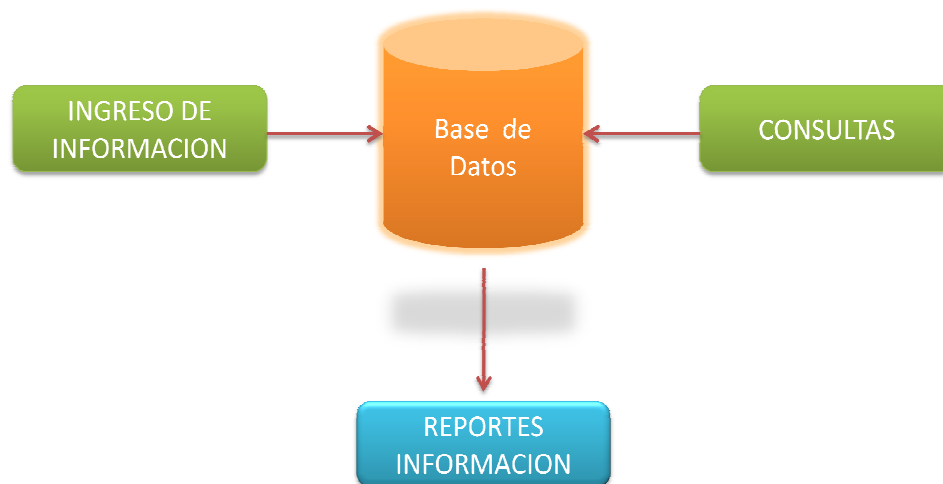 INGRESO DE
INFORMACION
Base de
Datos
CONSULTAS
REPORTES
INFORMACION